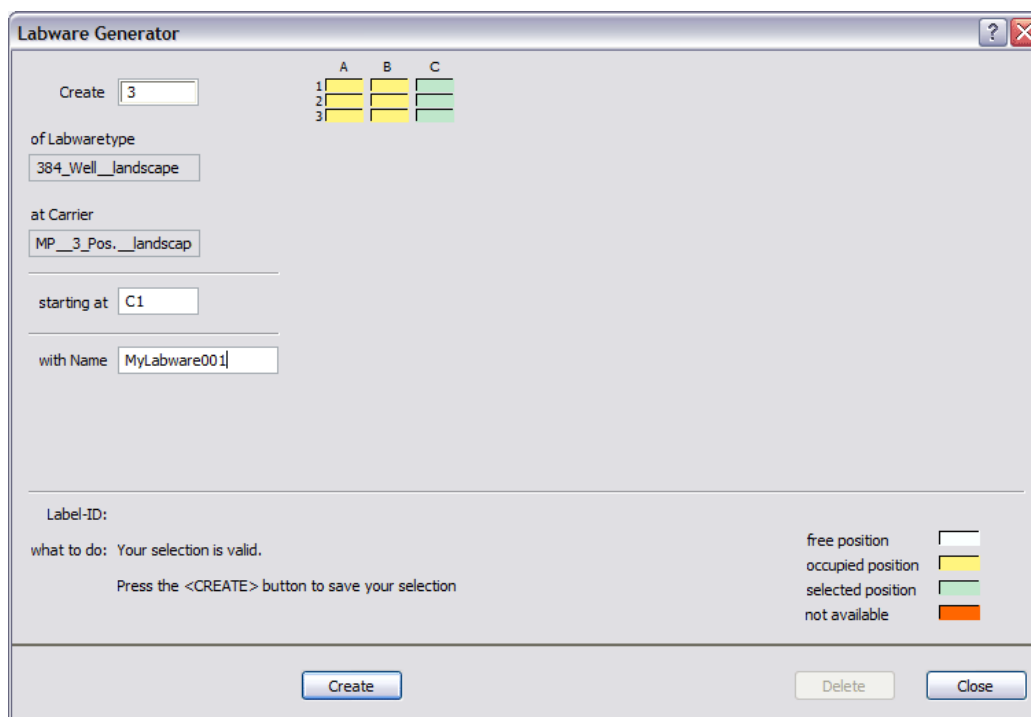 Labware Generator
?
A B C
Create 3
1
2
3
of Labwaretype
384_Well__landscape
at Carrier
MP__3_Pos.__landscap
starting at C1
with Name MyLabware001
Label-ID:
what to do: Your selection is valid.
Press the <CREATE> button to save your selection
free position
occupied position
selected position
not available
Create
Delete
Close